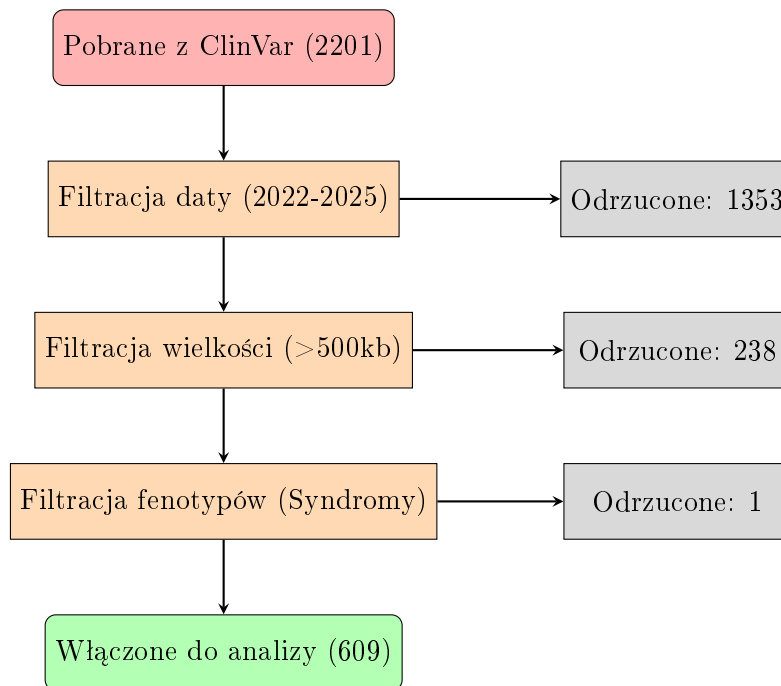 Pobrane z ClinVar (2201)
Filtracja daty (2022-2025)
Odrzucone: 1353
Filtracja wielkości (>500kb)
Odrzucone: 238
Filtracja fenotypów (Syndromy)
Odrzucone: 1
Włączone do analizy (609)